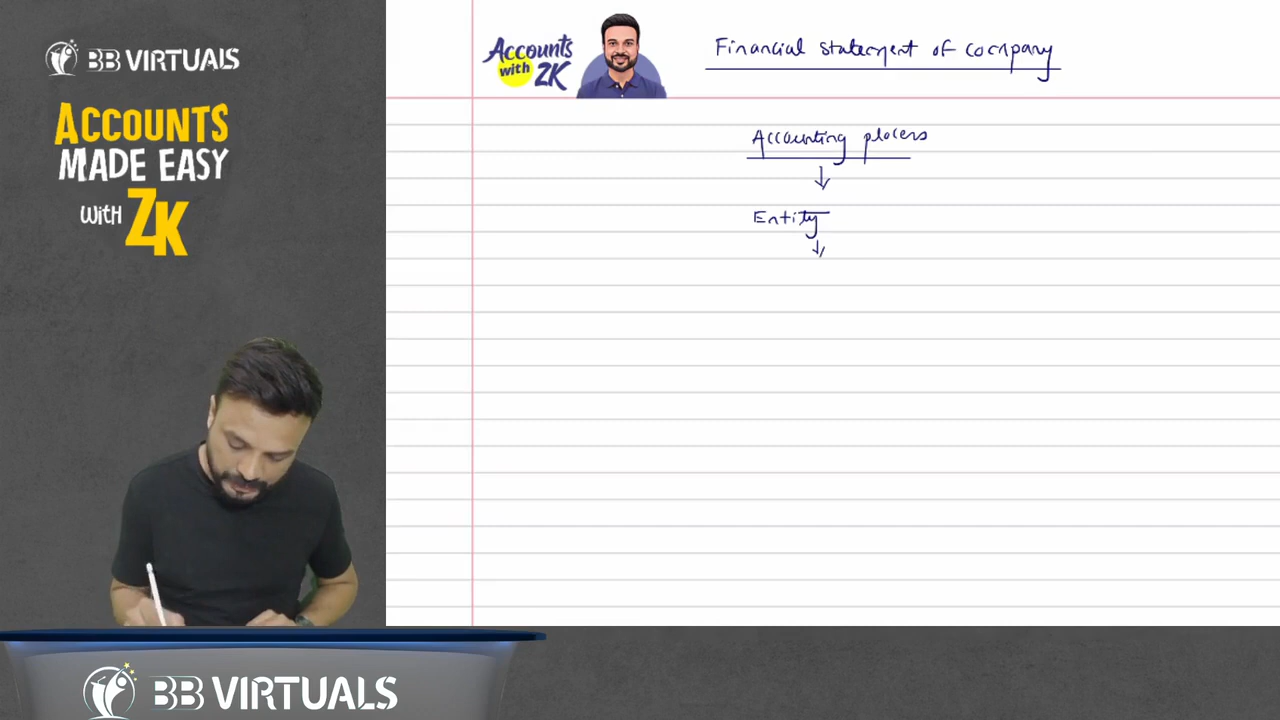 BB VIRTUALS
ACCOUNTS
MADE EASY
WITH ZK
Accounts
with ZK
Financial statement of company
Accounting process
↓
Entity
↓
BB VIRTUALS